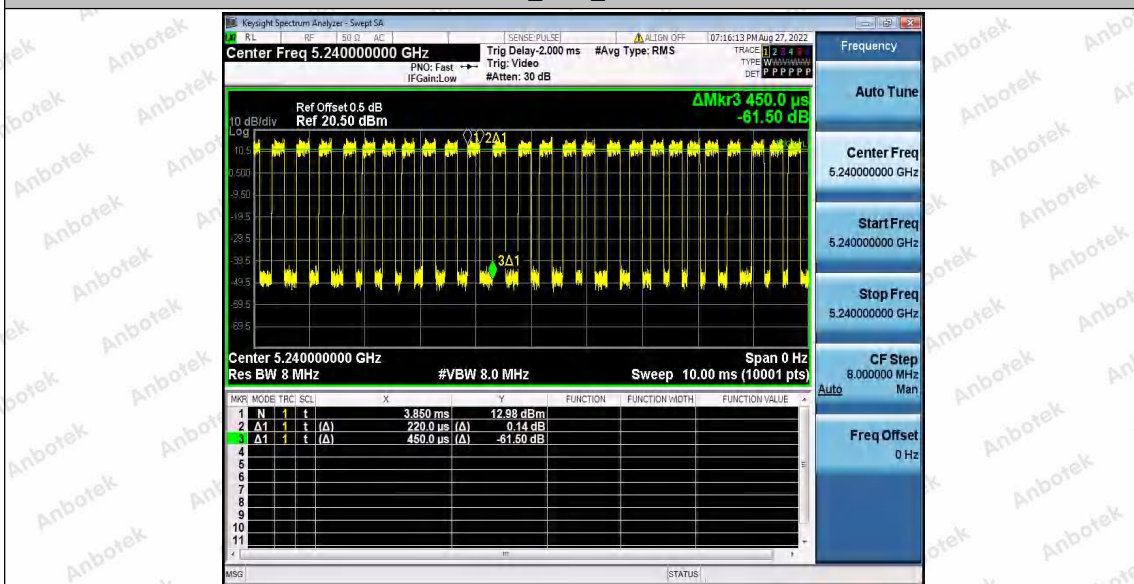 Keysight Spectrum Analyzer - Swept SA
RL RF 50 Ω AC SENSE:PULSE ALIGN OFF 07:16:13 PM Aug 27, 2022
Center Freq 5.240000000 GHz
PNO: Fast
IFGain:Low
Trig Delay-2.000 ms
Trig: Video
#Atten: 30 dB
#Avg Type: RMS
TRACE 1 2 3 4 5 6
TYPE WWWWWW
DET P P P P P P
Ref Offset 0.5 dB
10 dB/div Ref 20.50 dBm
ΔMkr3 450.0 µs
-61.50 dB
Log
10.5
0.500
-9.50
-19.5
-29.5
-39.5
-49.5
-59.5
-69.5
1 2Δ1
3Δ1
Center 5.240000000 GHz Span 0 Hz
Res BW 8 MHz #VBW 8.0 MHz Sweep 10.00 ms (10001 pts)
MKR MODE TRC SCL X Y FUNCTION FUNCTION WIDTH FUNCTION VALUE
1 N 1 t 3.850 ms 12.98 dBm
2 Δ1 1 t (Δ) 220.0 µs (Δ) 0.14 dB
3 Δ1 1 t (Δ) 450.0 µs (Δ) -61.50 dB
4
5
6
7
8
9
10
11
MSG STATUS
Frequency
Auto Tune
Center Freq
5.240000000 GHz
Start Freq
5.240000000 GHz
Stop Freq
5.240000000 GHz
CF Step
8.000000 MHz
Auto Man
Freq Offset
0 Hz
Anbotek